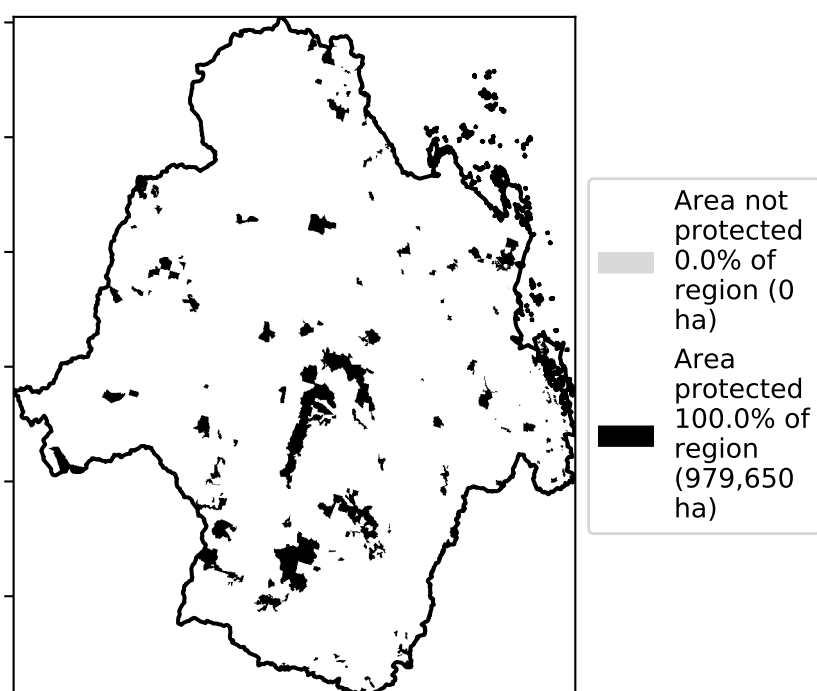 Area not
protected
0.0% of
region (0
ha)
Area
protected
100.0% of
region
(979,650
ha)